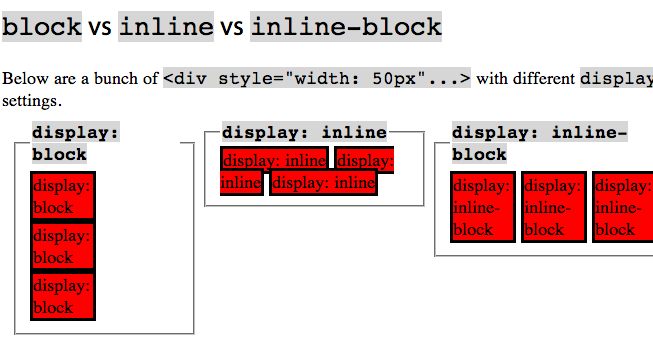 block vs inline vs inline-block
Below are a bunch of <div style="width: 50px"...> with different display
settings.
display:
block
display:
block
display:
block
display:
block
display: inline
display: inline display:
inline display: inline
display: inline-
block
display:
inline-
block
display:
inline-
block
display:
inline-
block